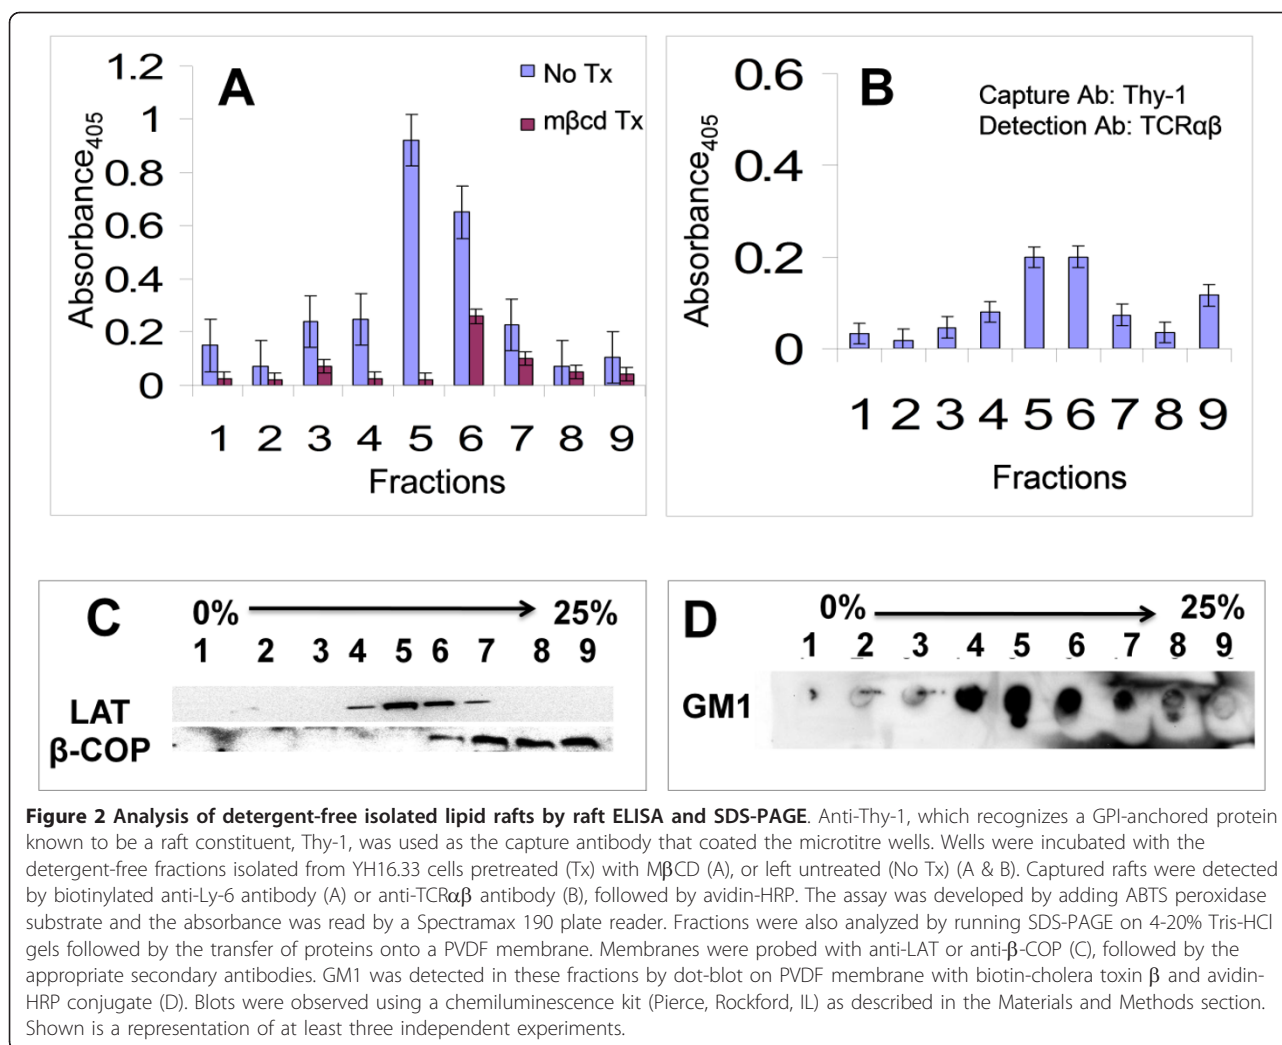 A
No Tx
mβcd Tx
Absorbance405
1.2
1
0.8
0.6
0.4
0.2
0
1 2 3 4 5 6 7 8 9
Fractions
B
Capture Ab: Thy-1
Detection Ab: TCRαβ
Absorbance405
0.6
0.4
0.2
0
1 2 3 4 5 6 7 8 9
Fractions
C
0% 25%
1 2 3 4 5 6 7 8 9
LAT
β-COP
D
0% 25%
1 2 3 4 5 6 7 8 9
GM1
Figure 2 Analysis of detergent-free isolated lipid rafts by raft ELISA and SDS-PAGE. Anti-Thy-1, which recognizes a GPI-anchored protein
known to be a raft constituent, Thy-1, was used as the capture antibody that coated the microtitre wells. Wells were incubated with the
detergent-free fractions isolated from YH16.33 cells pretreated (Tx) with MβCD (A), or left untreated (No Tx) (A & B). Captured rafts were detected
by biotinylated anti-Ly-6 antibody (A) or anti-TCRαβ antibody (B), followed by avidin-HRP. The assay was developed by adding ABTS peroxidase
substrate and the absorbance was read by a Spectramax 190 plate reader. Fractions were also analyzed by running SDS-PAGE on 4-20% Tris-HCl
gels followed by the transfer of proteins onto a PVDF membrane. Membranes were probed with anti-LAT or anti-β-COP (C), followed by the
appropriate secondary antibodies. GM1 was detected in these fractions by dot-blot on PVDF membrane with biotin-cholera toxin β and avidin-
HRP conjugate (D). Blots were observed using a chemiluminescence kit (Pierce, Rockford, IL) as described in the Materials and Methods section.
Shown is a representation of at least three independent experiments.